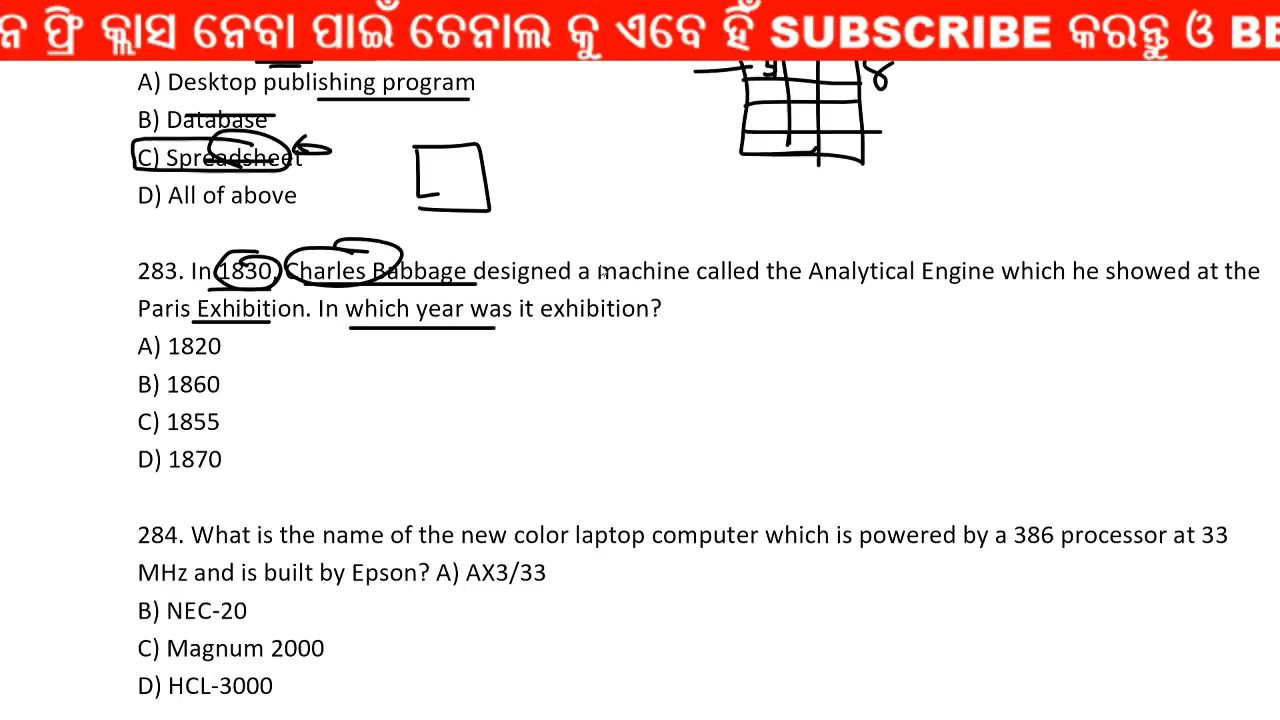 ନ ଫ୍ରି କ୍ଲାସ ନେବା ପାଇଁ ଚେନାଲ କୁ ଏବେ ହିଁ SUBSCRIBE କରନ୍ତୁ ଓ BE
A) Desktop publishing program
B) Database
C) Spreadsheet
D) All of above
283. In 1830, Charles Babbage designed a machine called the Analytical Engine which he showed at the
Paris Exhibition. In which year was it exhibition?
A) 1820
B) 1860
C) 1855
D) 1870
284. What is the name of the new color laptop computer which is powered by a 386 processor at 33
MHz and is built by Epson? A) AX3/33
B) NEC-20
C) Magnum 2000
D) HCL-3000